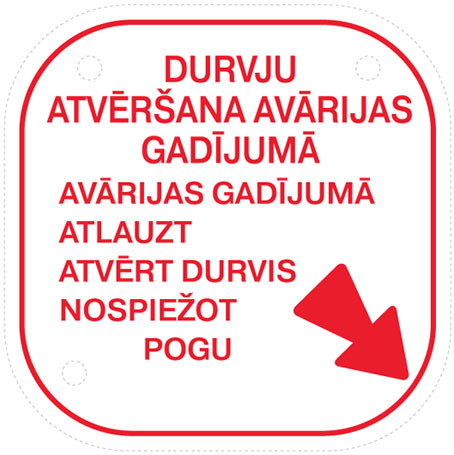 DURVJU
ATVĒRŠANA AVĀRIJAS
GADĪJUMĀ
AVĀRIJAS GADĪJUMĀ
ATLAUZT
ATVĒRT DURVIS
NOSPIEŽOT
POGU